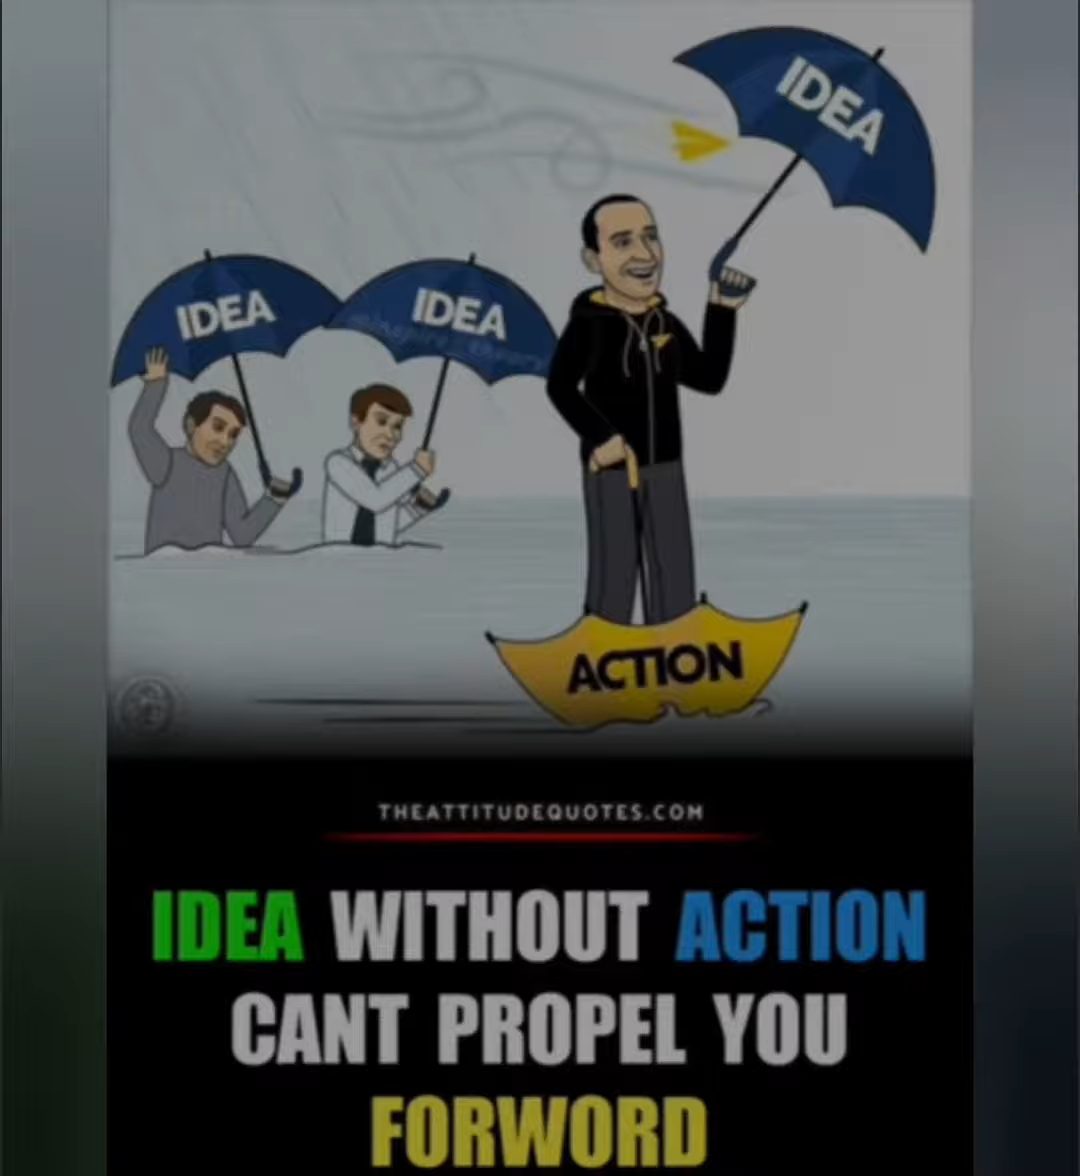 IDEA
IDEA
IDEA
ACTION
THEATTITUDEQUOTES.COM
IDEA WITHOUT ACTION
CANT PROPEL YOU
FORWORD